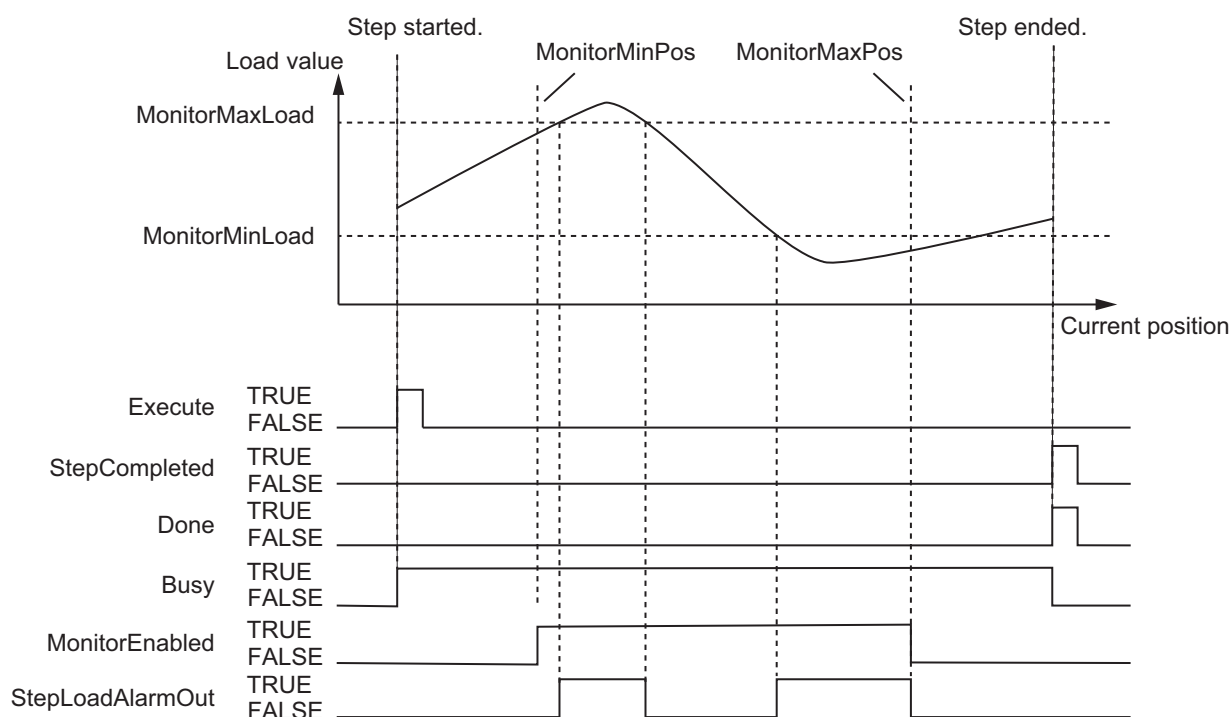 Step started.
Step ended.
MonitorMinPos
MonitorMaxPos
Load value
MonitorMaxLoad
MonitorMinLoad
Current position
Execute
TRUE
FALSE
StepCompleted
TRUE
FALSE
Done
TRUE
FALSE
Busy
TRUE
FALSE
MonitorEnabled
TRUE
FALSE
StepLoadAlarmOut
TRUE
FALSE